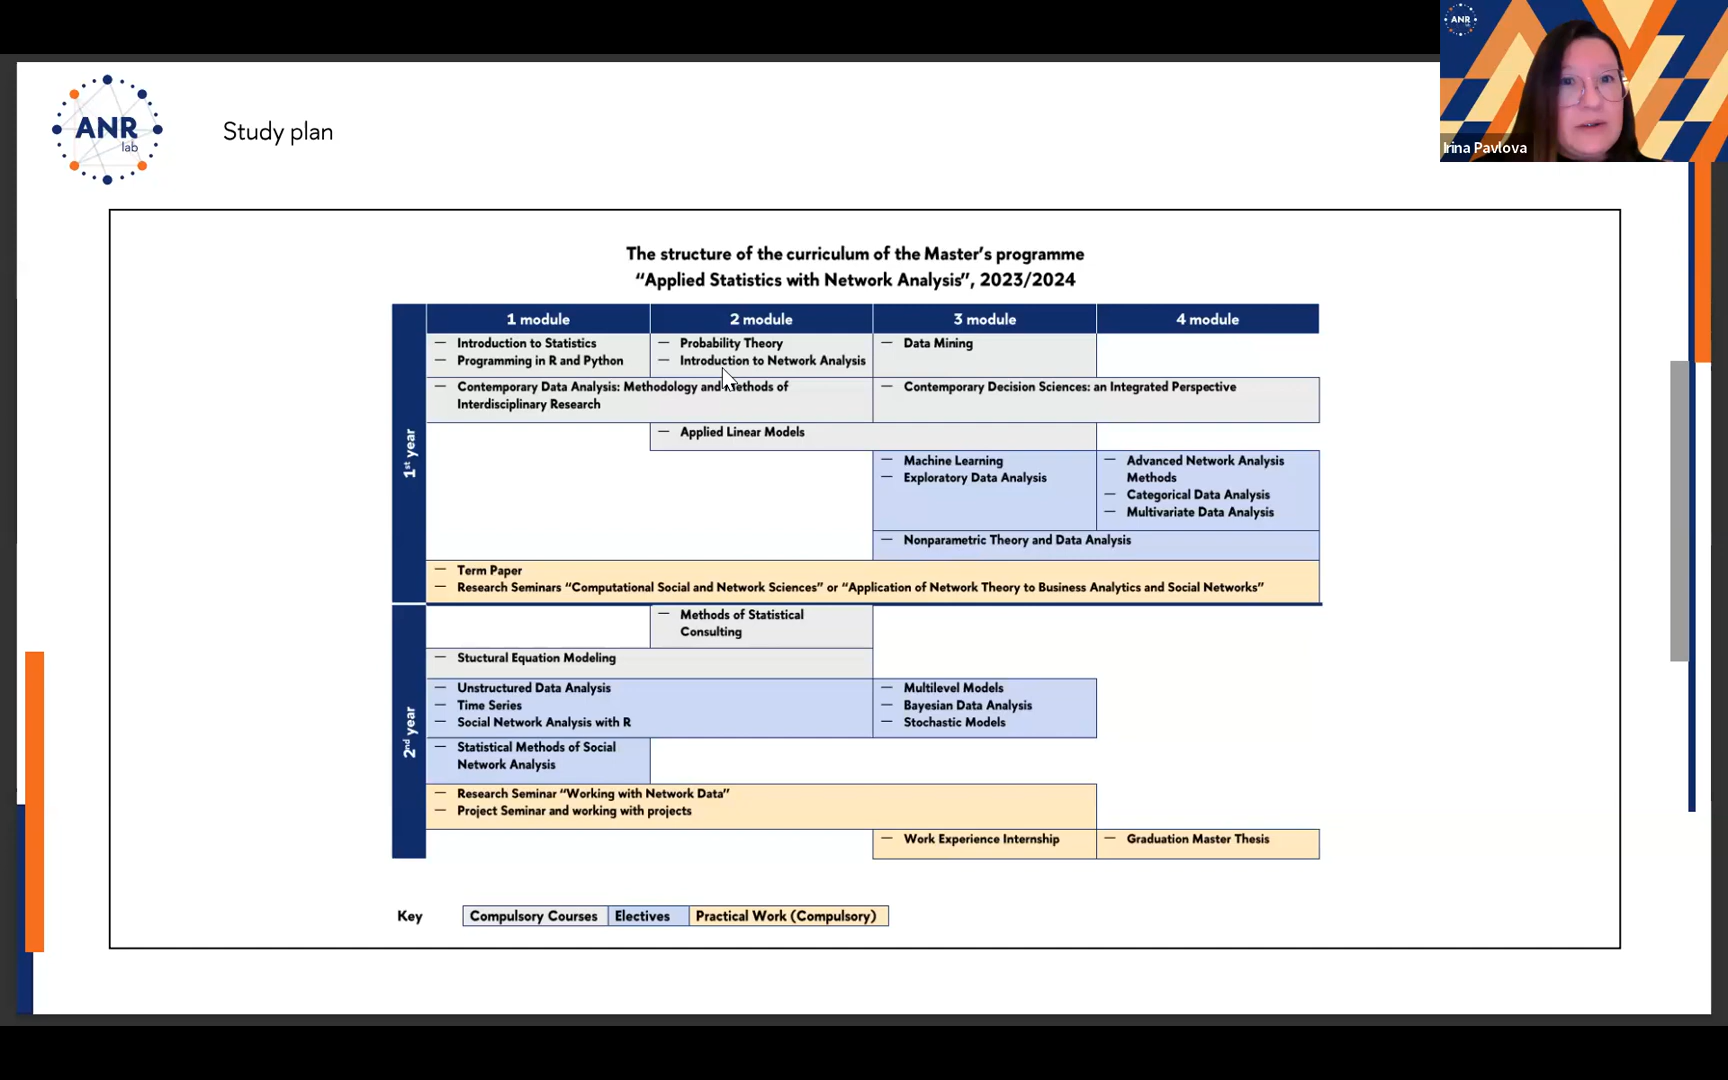 ANR
lab
Irina Pavlova
ANR
lab
Study plan
The structure of the curriculum of the Master's programme
“Applied Statistics with Network Analysis”, 2023/2024
1 module
2 module
3 module
4 module
1st year
— Introduction to Statistics
— Programming in R and Python
— Probability Theory
— Introduction to Network Analysis
— Data Mining
— Contemporary Data Analysis: Methodology and Methods of
Interdisciplinary Research
— Contemporary Decision Sciences: an Integrated Perspective
— Applied Linear Models
— Machine Learning
— Exploratory Data Analysis
— Advanced Network Analysis
Methods
— Categorical Data Analysis
— Multivariate Data Analysis
— Nonparametric Theory and Data Analysis
— Term Paper
— Research Seminars “Computational Social and Network Sciences” or “Application of Network Theory to Business Analytics and Social Networks”
2nd year
— Methods of Statistical
Consulting
— Stuctural Equation Modeling
— Unstructured Data Analysis
— Time Series
— Social Network Analysis with R
— Multilevel Models
— Bayesian Data Analysis
— Stochastic Models
— Statistical Methods of Social
Network Analysis
— Research Seminar “Working with Network Data”
— Project Seminar and working with projects
— Work Experience Internship
— Graduation Master Thesis
Key
Compulsory Courses
Electives
Practical Work (Compulsory)